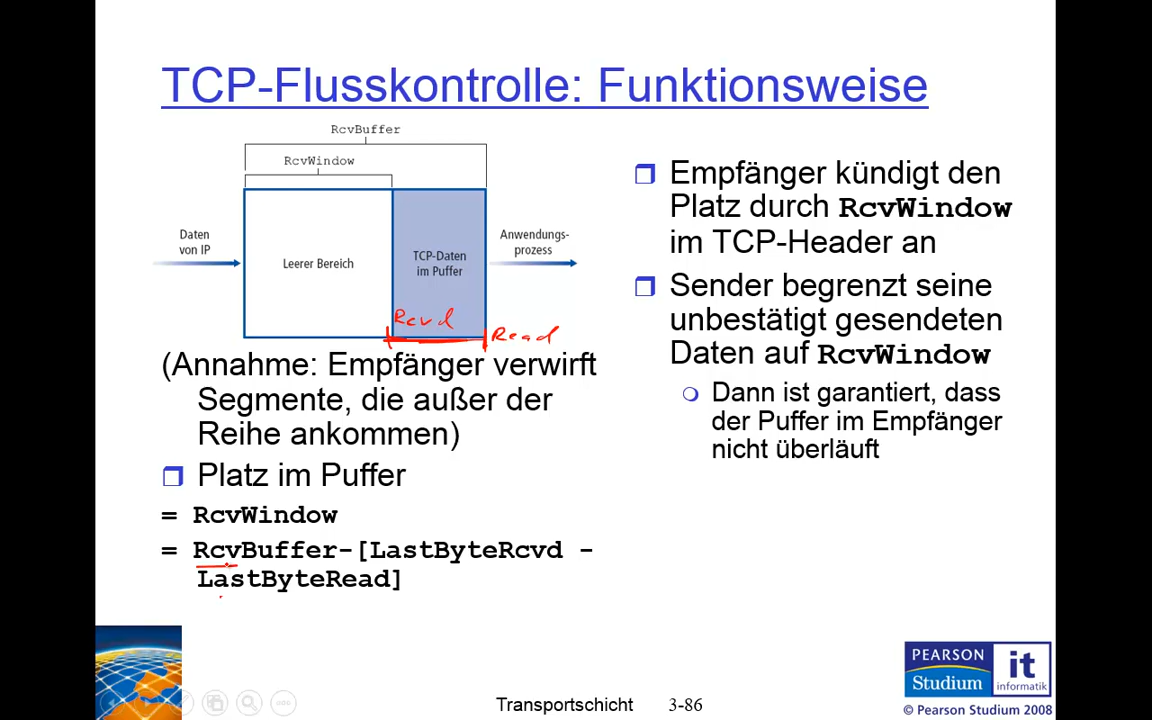 TCP-Flusskontrolle: Funktionsweise
RcvBuffer
RcvWindow
Daten
von IP
Leerer Bereich
TCP-Daten
im Puffer
Anwendungs-
prozess
Rcvd
Read
(Annahme: Empfänger verwirft
Segmente, die außer der
Reihe ankommen)
Platz im Puffer
= RcvWindow
= RcvBuffer-[LastByteRcvd -
LastByteRead]
Empfänger kündigt den
Platz durch RcvWindow
im TCP-Header an
Sender begrenzt seine
unbestätigt gesendeten
Daten auf RcvWindow
Dann ist garantiert, dass
der Puffer im Empfänger
nicht überläuft
PEARSON
Studium
it
informatik
Transportschicht 3-86
© Pearson Studium 2008